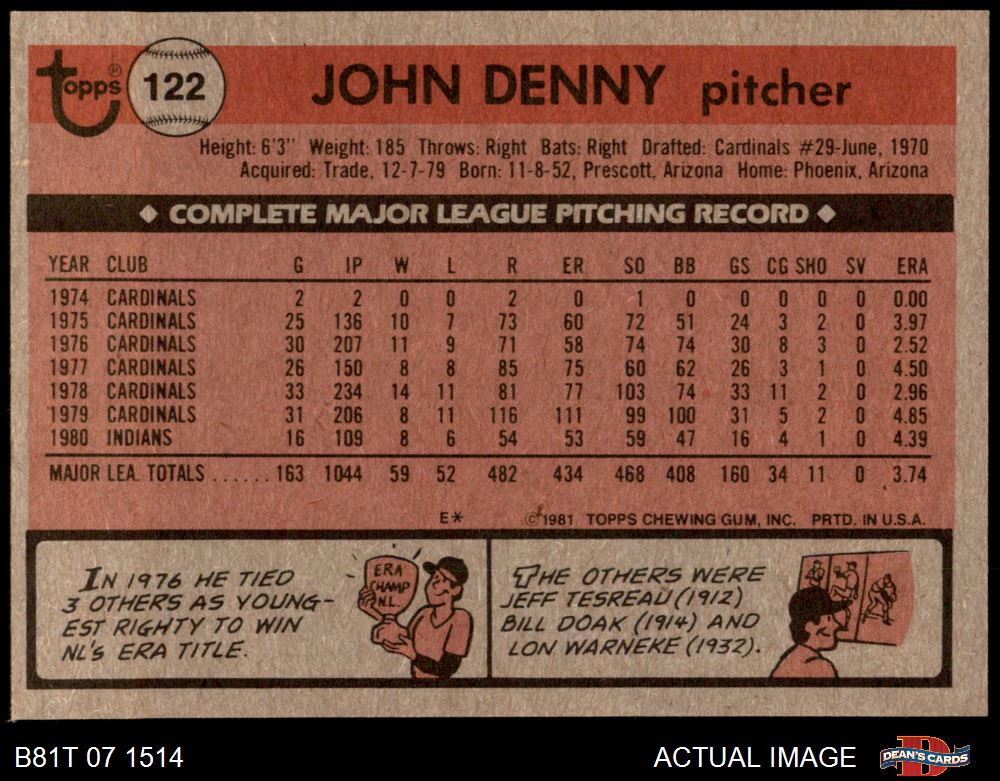 topps®
122
JOHN DENNY pitcher
Height: 6'3" Weight: 185 Throws: Right Bats: Right Drafted: Cardinals #29-June, 1970
Acquired: Trade, 12-7-79 Born: 11-8-52, Prescott, Arizona Home: Phoenix, Arizona
◆ COMPLETE MAJOR LEAGUE PITCHING RECORD ◆
YEAR CLUB G IP W L R ER SO BB GS CG SHO SV ERA
1974 CARDINALS 2 2 0 0 2 0 1 0 0 0 0 0 0.00
1975 CARDINALS 25 136 10 7 73 60 72 51 24 3 2 0 3.97
1976 CARDINALS 30 207 11 9 71 58 74 74 30 8 3 0 2.52
1977 CARDINALS 26 150 8 8 85 75 60 62 26 3 1 0 4.50
1978 CARDINALS 33 234 14 11 81 77 103 74 33 11 2 0 2.96
1979 CARDINALS 31 206 8 11 116 111 99 100 31 5 2 0 4.85
1980 INDIANS 16 109 8 6 54 53 59 47 16 4 1 0 4.39
MAJOR LEA. TOTALS ...... 163 1044 59 52 482 434 468 408 160 34 11 0 3.74
E* ©1981 TOPPS CHEWING GUM, INC. PRTD. IN U.S.A.
IN 1976 HE TIED
3 OTHERS AS YOUNG-
EST RIGHTY TO WIN
NL'S ERA TITLE.
ERA
CHAMP
N.L.
THE OTHERS WERE
JEFF TESREAU (1912)
BILL DOAK (1914) AND
LON WARNEKE (1932).
B81T 07 1514
ACTUAL IMAGE
DEAN'S CARDS